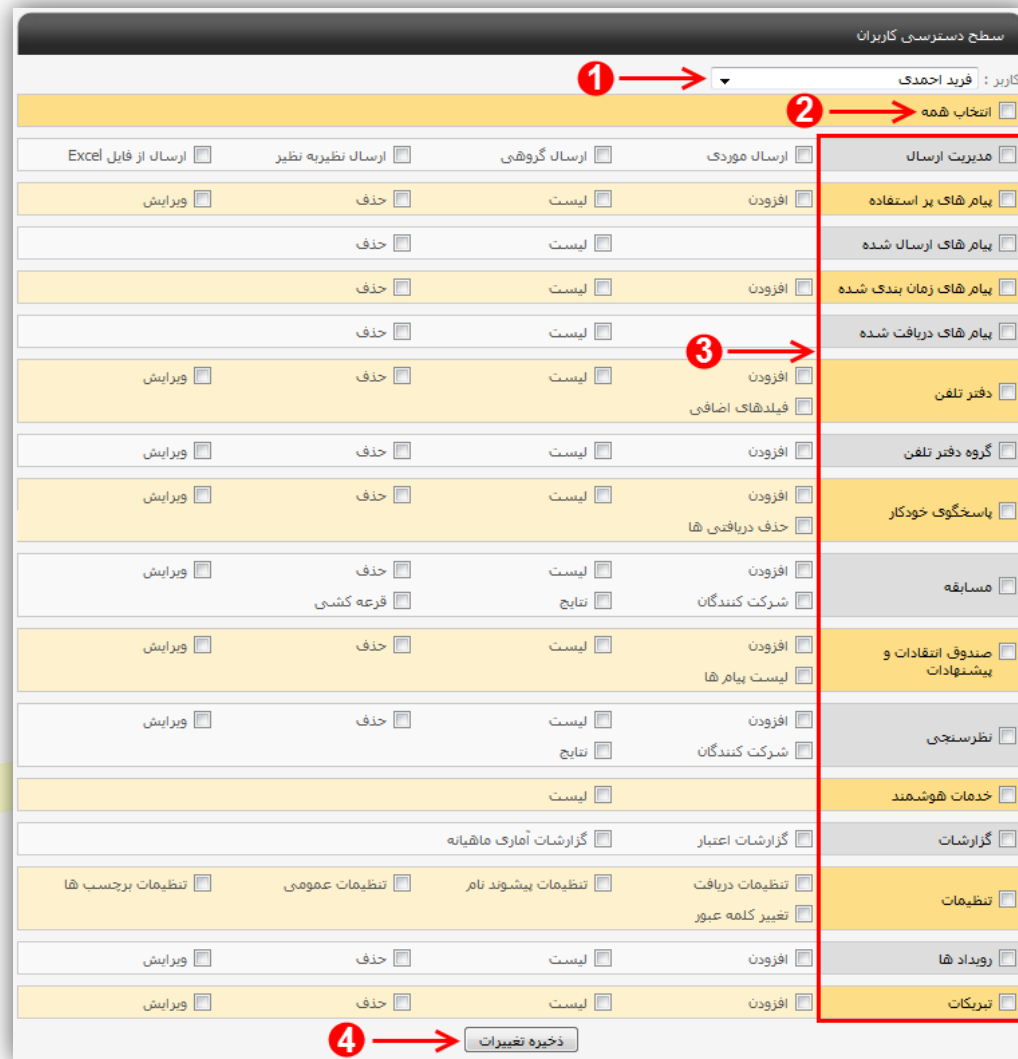 سطح دسترسی کاربران
کاربر : فرید احمدی
1
انتخاب همه
2
مدیریت ارسال ارسال موردی ارسال گروهی ارسال نظیربه نظیر ارسال از فایل Excel
پیام های پر استفاده افزودن لیست حذف ویرایش
پیام های ارسال شده لیست حذف
پیام های زمان بندی شده افزودن لیست حذف
پیام های دریافت شده لیست حذف
3
دفتر تلفن افزودن لیست حذف ویرایش
فیلدهای اضافی
گروه دفتر تلفن افزودن لیست حذف ویرایش
پاسخگوی خودکار افزودن لیست حذف ویرایش
حذف دریافتی ها
مسابقه افزودن لیست حذف ویرایش
شرکت کنندگان نتایج قرعه کشی
صندوق انتقادات و افزودن لیست حذف ویرایش
پیشنهادات لیست پیام ها
نظرسنجی افزودن لیست حذف ویرایش
شرکت کنندگان نتایج
خدمات هوشمند لیست
گزارشات گزارشات اعتبار گزارشات آماری ماهیانه
تنظیمات تنظیمات دریافت تنظیمات پیشوند نام تنظیمات عمومی تنظیمات برچسب ها
تغییر کلمه عبور
رویداد ها افزودن لیست حذف ویرایش
تبریکات افزودن لیست حذف ویرایش
ذخیره تغییرات
4